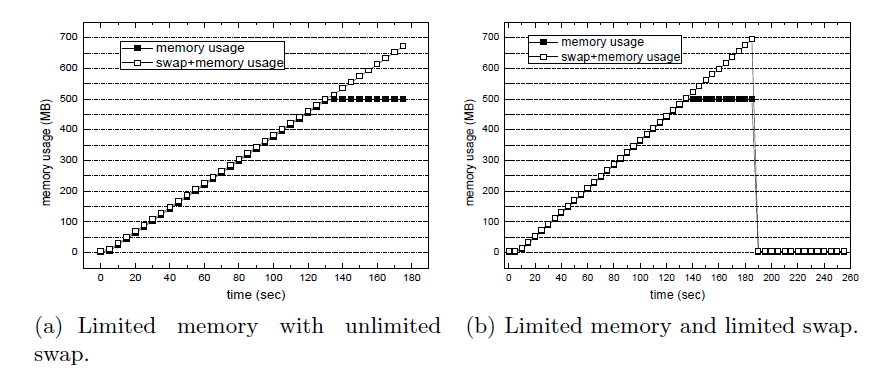 700
600
500
400
300
200
100
0
memory usage (MB)
memory usage
swap+memory usage
0 20 40 60 80 100 120 140 160 180
time (sec)
(a) Limited memory with unlimited
swap.
700
600
500
400
300
200
100
0
memory usage (MB)
memory usage
swap+memory usage
0 20 40 60 80 100 120 140 160 180 200 220 240 260
time (sec)
(b) Limited memory and limited swap.